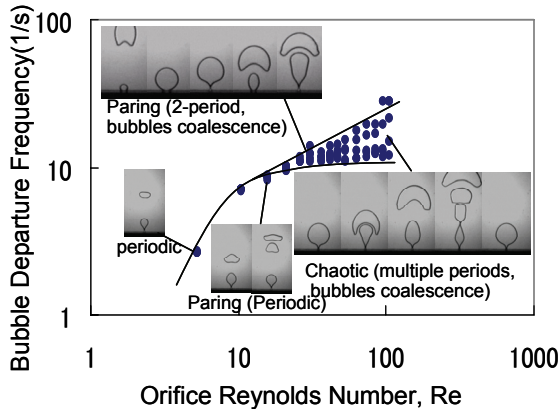 100
Paring (2-period,
bubbles coalescence)
10
periodic
Paring (Periodic)
Chaotic (multiple periods,
bubbles coalescence)
1
1
10
100
1000
Bubble Departure Frequency(1/s)
Orifice Reynolds Number, Re